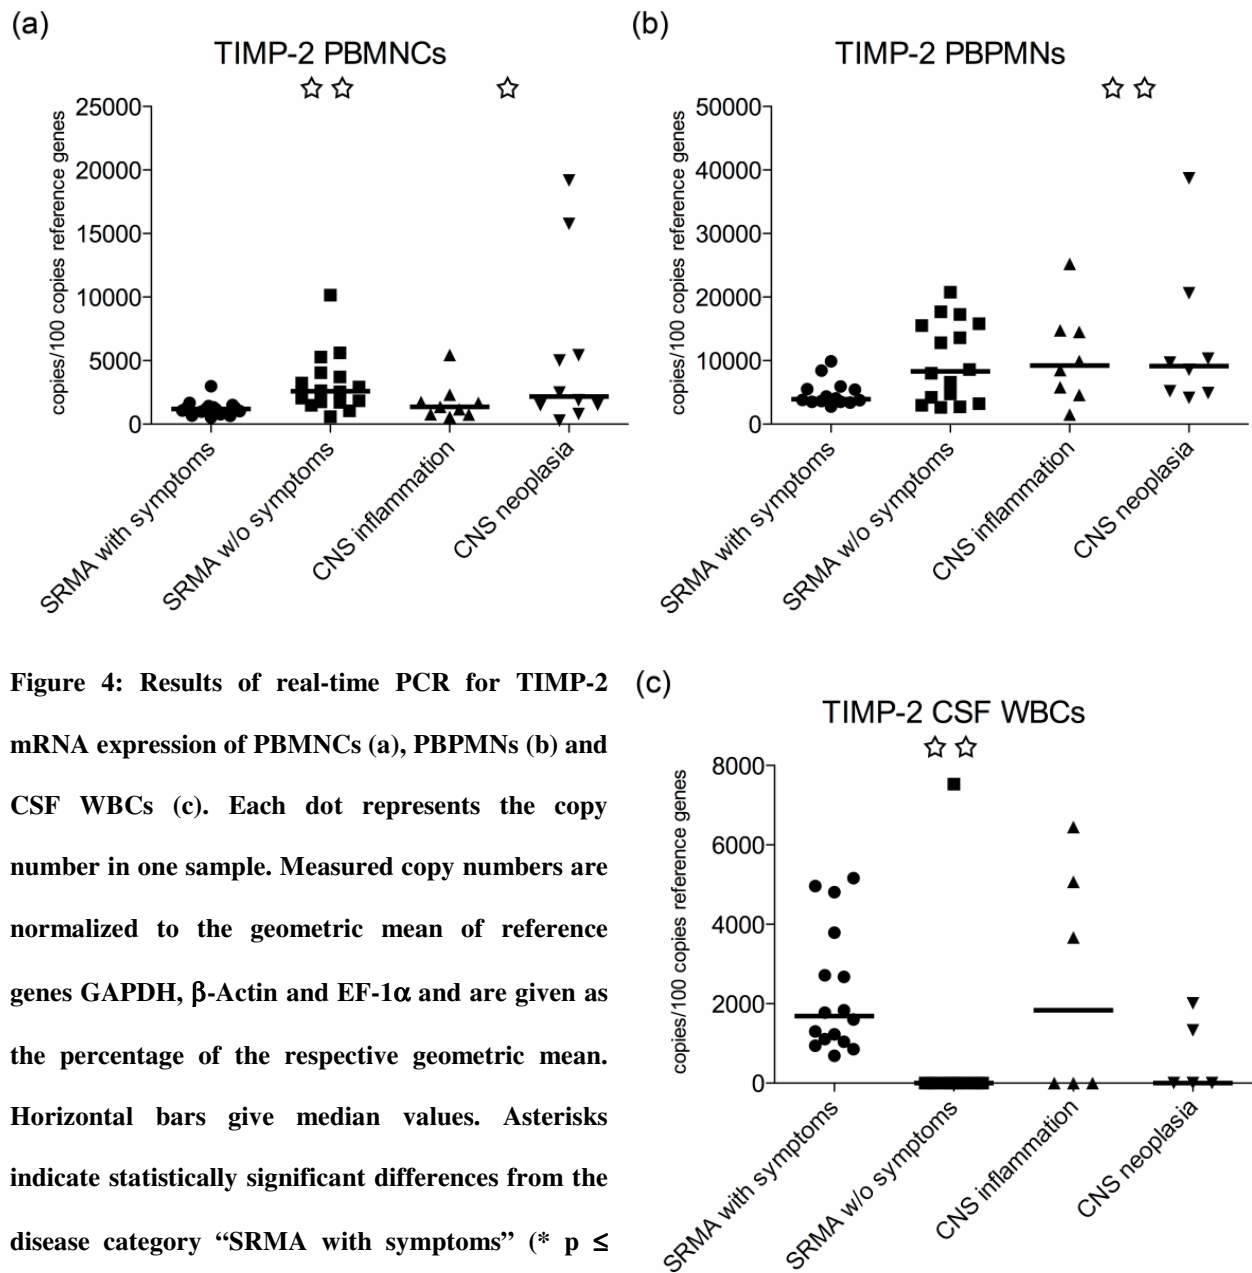 (a)
TIMP-2 PBMNCs
☆ ☆ ☆
copies/100 copies reference genes
25000
20000
15000
10000
5000
0
SRMA with symptoms
SRMA w/o symptoms
CNS inflammation
CNS neoplasia
(b)
TIMP-2 PBPMNs
☆ ☆
copies/100 copies reference genes
50000
40000
30000
20000
10000
0
SRMA with symptoms
SRMA w/o symptoms
CNS inflammation
CNS neoplasia
Figure 4: Results of real-time PCR for TIMP-2
mRNA expression of PBMNCs (a), PBPMNs (b) and
CSF WBCs (c). Each dot represents the copy
number in one sample. Measured copy numbers are
normalized to the geometric mean of reference
genes GAPDH, β-Actin and EF-1α and are given as
the percentage of the respective geometric mean.
Horizontal bars give median values. Asterisks
indicate statistically significant differences from the
disease category “SRMA with symptoms” (* p ≤
(c)
TIMP-2 CSF WBCs
☆ ☆
copies/100 copies reference genes
8000
6000
4000
2000
0
SRMA with symptoms
SRMA w/o symptoms
CNS inflammation
CNS neoplasia